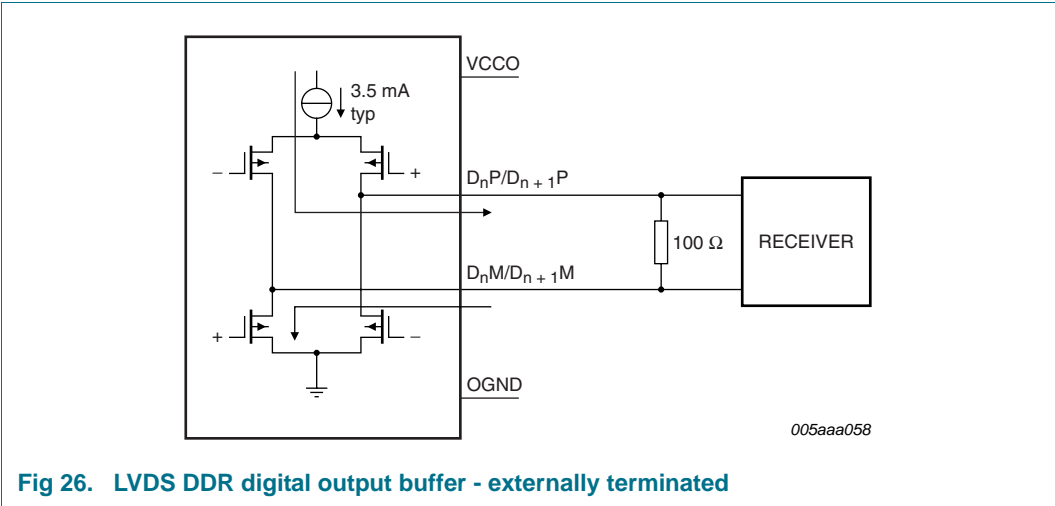 VCCO
3.5 mA
typ
– +
DnP/Dn + 1P
100 Ω
RECEIVER
DnM/Dn + 1M
+ –
OGND
005aaa058
Fig 26. LVDS DDR digital output buffer - externally terminated